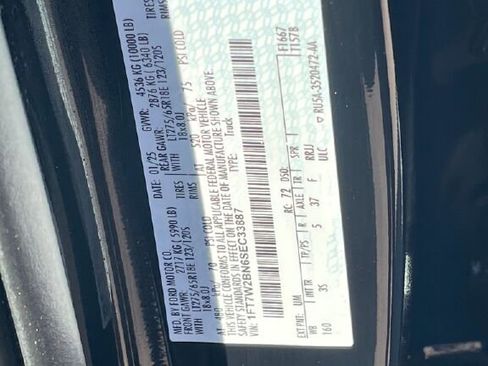 MFD. BY FORD MOTOR CO.
DATE: 01/25 GVWR: 4536 KG (10000 LB)
FRONT GAWR: 2717 KG (5990 LB) REAR GAWR: 2876 KG (6340 LB)
LT275/65R18E 123/120S TIRES WITH LT275/65R18E 123/120S TIRES
18x8.0J RIMS WITH 18x8.0J RIMS
AT 480 kPa/ 70 PSI COLD AT 520 kPa/ 75 PSI COLD
THIS VEHICLE CONFORMS TO ALL APPLICABLE FEDERAL MOTOR VEHICLE
SAFETY STANDARDS IN EFFECT ON THE DATE OF MANUFACTURE SHOWN ABOVE.
VIN: 1FT7W2BN6SEC33687 TYPE: Truck
F1667
T1578
EXT PNT: UM RC: 72 DSO:
WB INT TR TP/PS R AXLE TR SPR
160 3S 5 37 F RRJJ
ULC
RU5A-3520472-AA